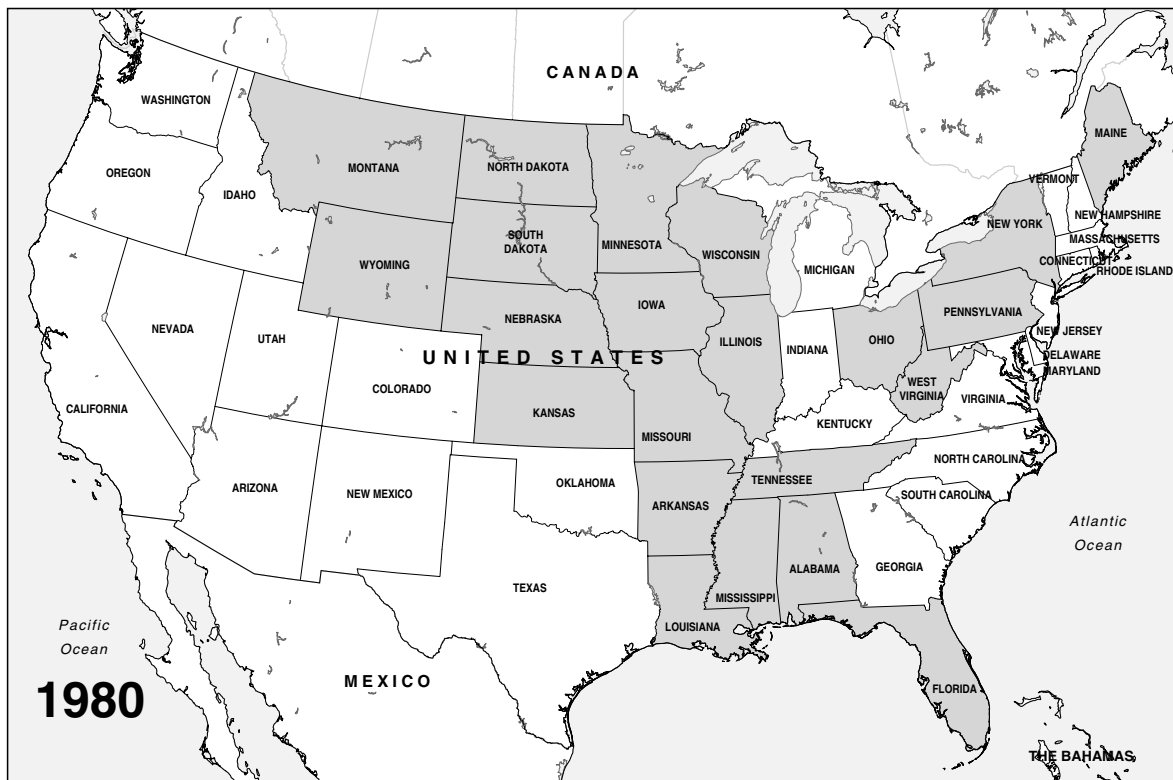 CANADA
WASHINGTON
MAINE
MONTANA
NORTH DAKOTA
OREGON
VERMONT
IDAHO
NEW HAMPSHIRE
NEW YORK
SOUTH
DAKOTA
MINNESOTA
MASSACHUSETTS
WISCONSIN
CONNECTICUT
WYOMING
MICHIGAN
RHODE ISLAND
IOWA
PENNSYLVANIA
NEBRASKA
NEVADA
NEW JERSEY
UTAH
ILLINOIS
OHIO
INDIANA
UNITED STATES
DELAWARE
MARYLAND
COLORADO
WEST
VIRGINIA
CALIFORNIA
KANSAS
VIRGINIA
KENTUCKY
MISSOURI
NORTH CAROLINA
TENNESSEE
OKLAHOMA
ARIZONA
NEW MEXICO
SOUTH CAROLINA
ARKANSAS
Atlantic
Ocean
GEORGIA
ALABAMA
TEXAS
MISSISSIPPI
LOUISIANA
Pacific
Ocean
MEXICO
FLORIDA
1980
THE BAHAMAS